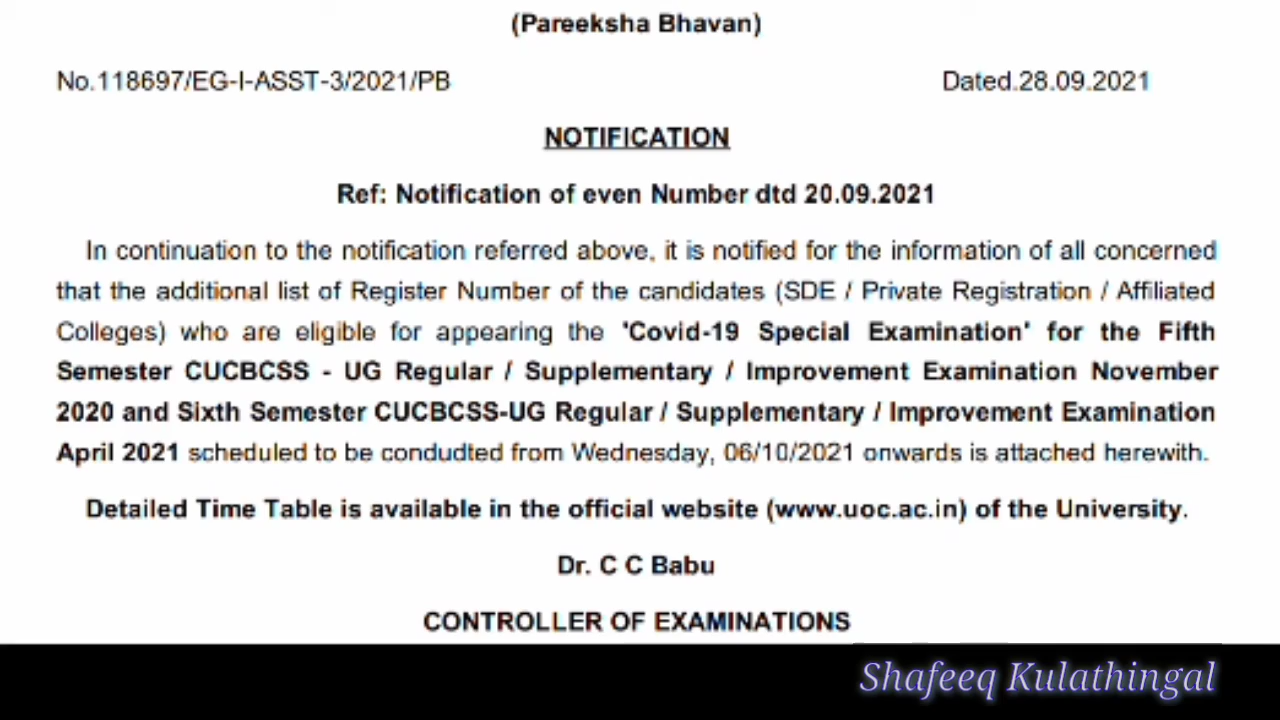 (Pareeksha Bhavan)
No.118697/EG-I-ASST-3/2021/PB Dated.28.09.2021
NOTIFICATION
Ref: Notification of even Number dtd 20.09.2021
In continuation to the notification referred above, it is notified for the information of all concerned
that the additional list of Register Number of the candidates (SDE / Private Registration / Affiliated
Colleges) who are eligible for appearing the 'Covid-19 Special Examination' for the Fifth
Semester CUCBCSS - UG Regular / Supplementary / Improvement Examination November
2020 and Sixth Semester CUCBCSS-UG Regular / Supplementary / Improvement Examination
April 2021 scheduled to be condudted from Wednesday, 06/10/2021 onwards is attached herewith.
Detailed Time Table is available in the official website (www.uoc.ac.in) of the University.
Dr. C C Babu
CONTROLLER OF EXAMINATIONS
Shafeeq Kulathingal